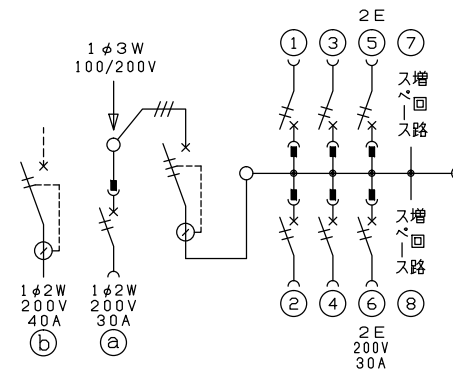 2E
1φ3W
100/200V
① ③ ⑤ ⑦
増回路
スペース
増回路
スペース
1φ2W
200V
40A
ⓑ
1φ2W
200V
30A
ⓐ
② ④ ⑥ ⑧
2E
200V
30A